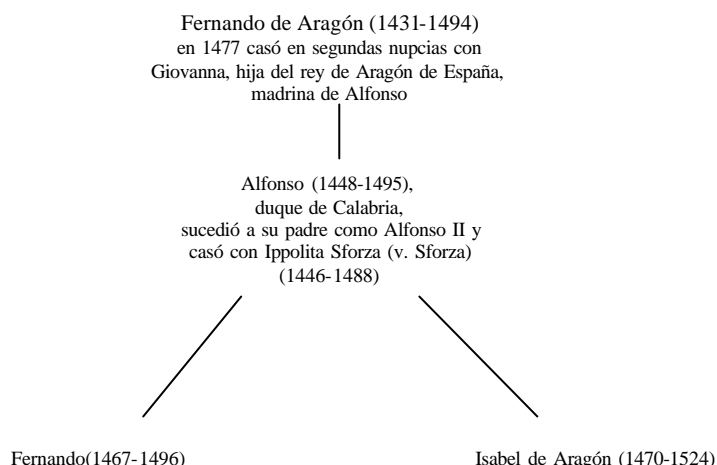 Fernando de Aragón (1431-1494)
en 1477 casó en segundas nupcias con
Giovanna, hija del rey de Aragón de España,
madrina de Alfonso
Alfonso (1448-1495),
duque de Calabria,
sucedió a su padre como Alfonso II y
casó con Ippolita Sforza (v. Sforza)
(1446-1488)
Fernando(1467-1496)
Isabel de Aragón (1470-1524)